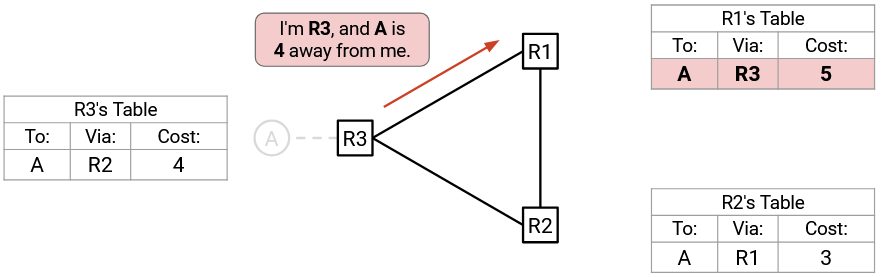 I'm R3, and A is
4 away from me.
R1's Table
To: Via: Cost:
A R3 5
R1
R3's Table
To: Via: Cost:
A R2 4
A
R3
R2
R2's Table
To: Via: Cost:
A R1 3